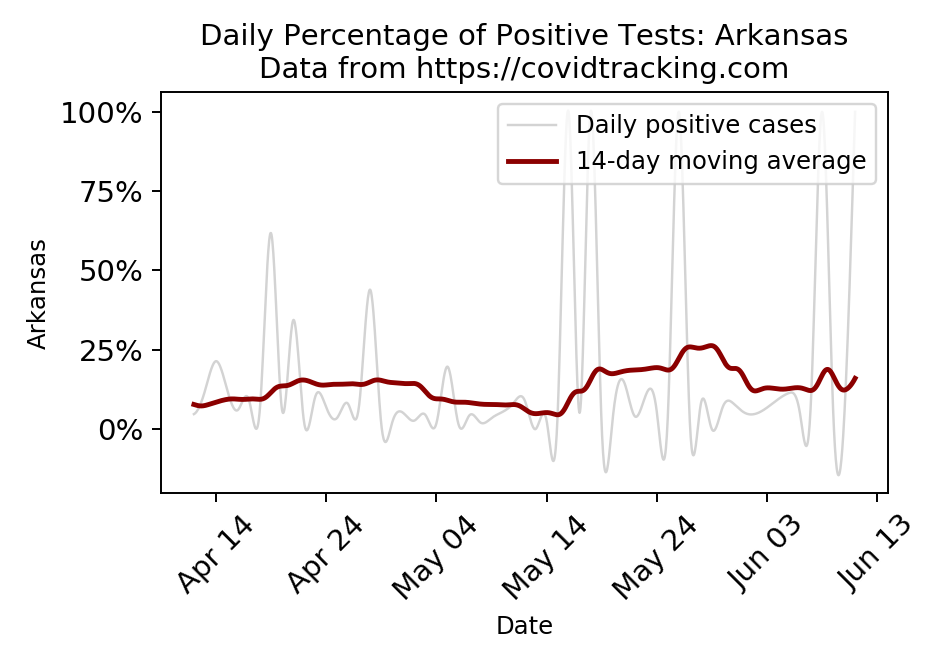 Daily Percentage of Positive Tests: Arkansas
Data from https://covidtracking.com
100%
75%
50%
25%
0%
Arkansas
Daily positive cases
14-day moving average
Apr 14
Apr 24
May 04
May 14
May 24
Jun 03
Jun 13
Date